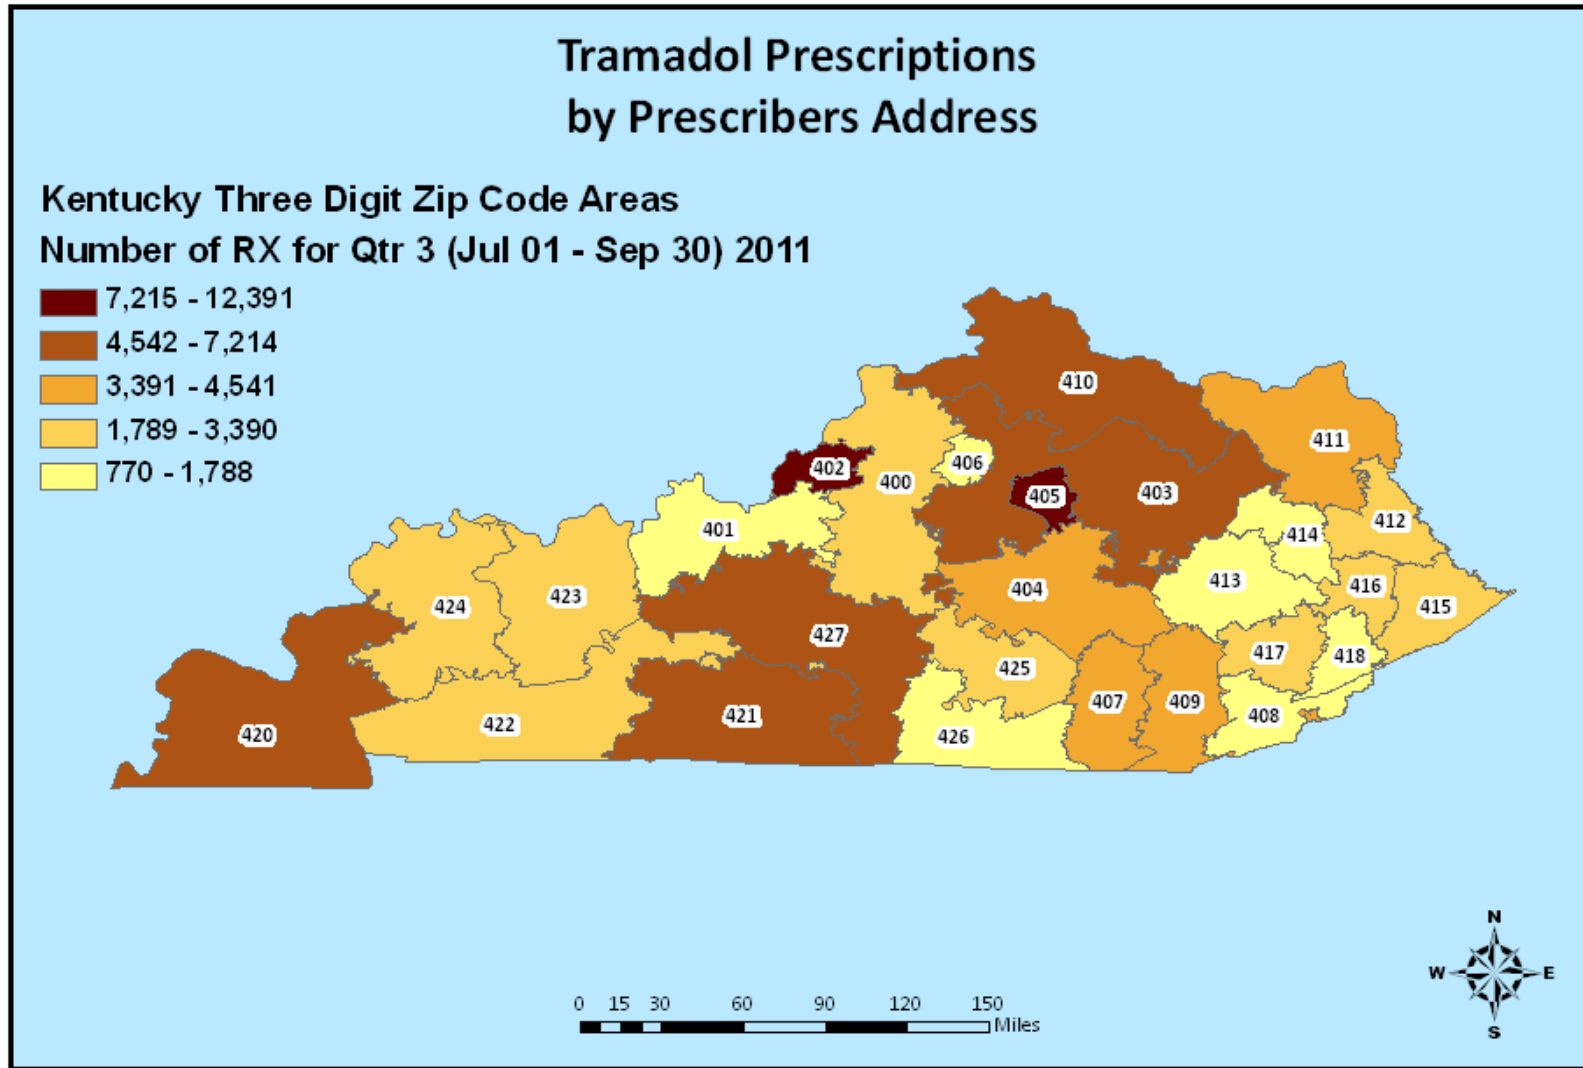 Tramadol Prescriptions
by Prescribers Address
Kentucky Three Digit Zip Code Areas
Number of RX for Qtr 3 (Jul 01 - Sep 30) 2011
7,215 - 12,391
4,542 - 7,214
3,391 - 4,541
1,789 - 3,390
770 - 1,788
410
411
402
406
400
405
403
412
401
414
413
404
416
415
424
423
427
417
418
425
407
409
408
420
422
421
426
N
W E
S
0 15 30 60 90 120 150
Miles